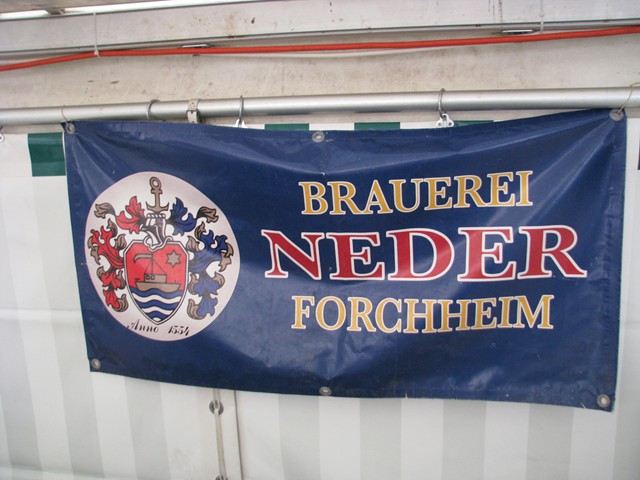 BRAUEREI
NEDER
FORCHHEIM
Anno 1554